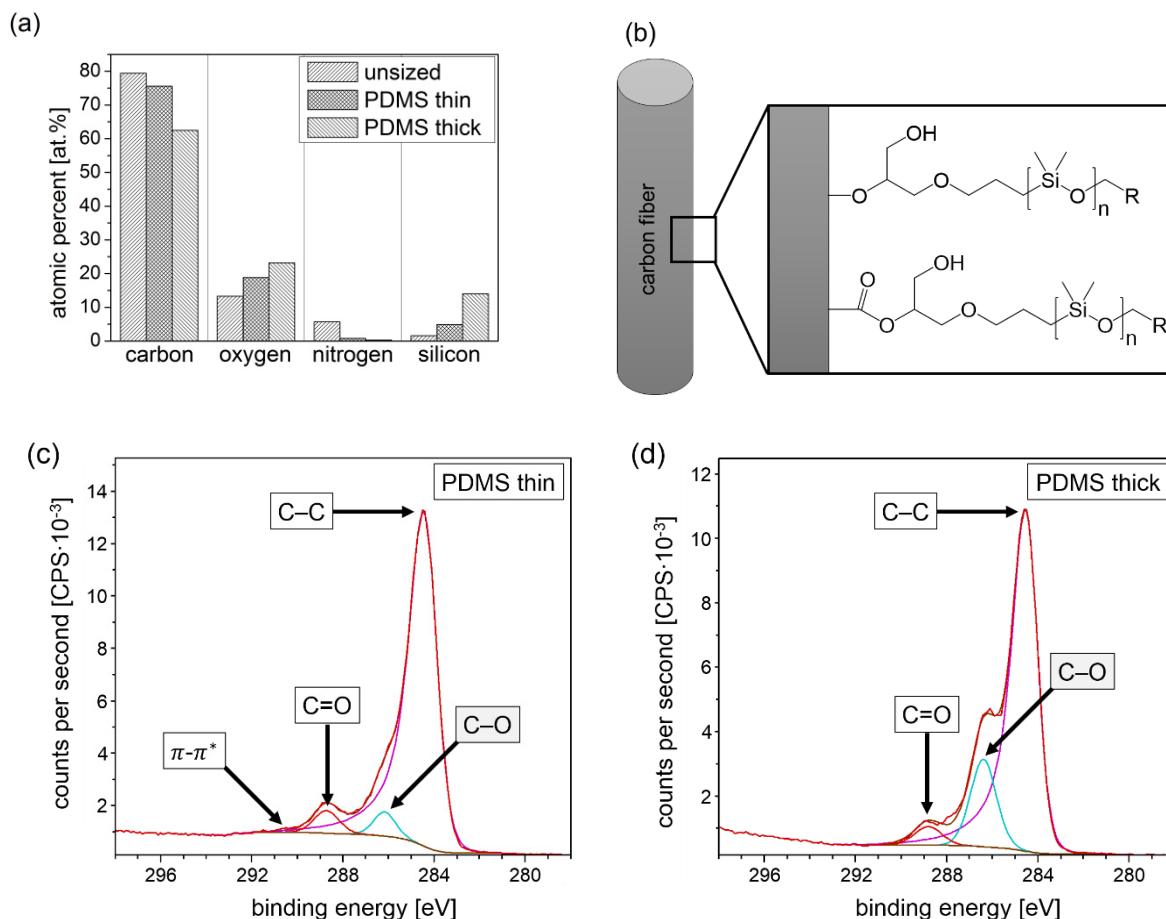 (a)
atomic percent [at. %]
80
70
60
50
40
30
20
10
0
unsized
PDMS thin
PDMS thick
carbon oxygen nitrogen silicon
(b)
carbon fiber
OH
O O Si O n R
O
OH
O O Si O n R
(c)
PDMS thin
C–C
C=O
C–O
π-π*
counts per second [CPS·10⁻³]
14
12
10
8
6
4
2
296 292 288 284 280
binding energy [eV]
(d)
PDMS thick
C–C
C–O
C=O
counts per second [CPS·10⁻³]
12
10
8
6
4
2
296 292 288 284 280
binding energy [eV]